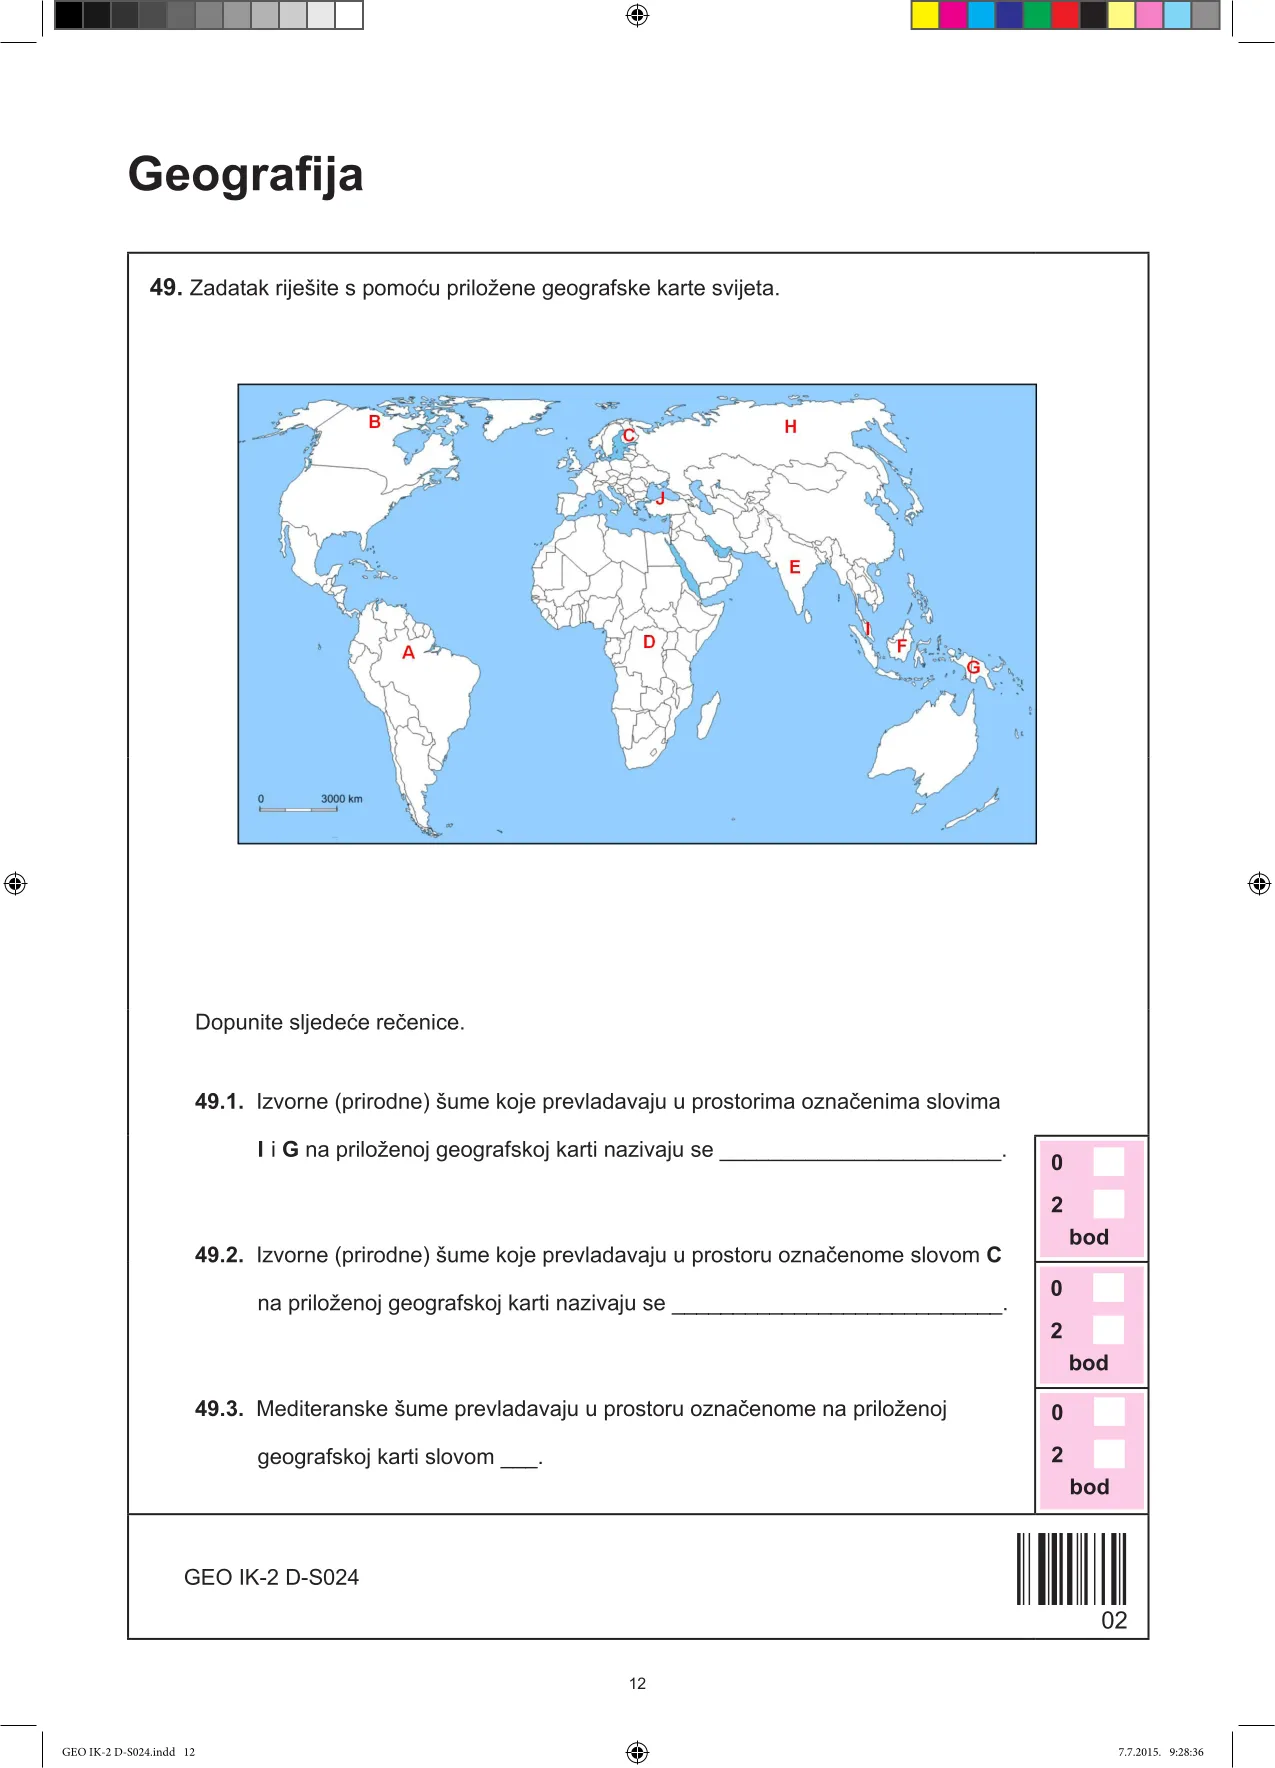 Geografija
49. Zadatak riješite s pomoću priložene geografske karte svijeta.
B
C
H
J
E
I
D
F
A
G
0 3000 km
Dopunite sljedeće rečenice.
49.1. Izvorne (prirodne) šume koje prevladavaju u prostorima označenima slovima
I i G na priloženoj geografskoj karti nazivaju se _______________________.
0
2
bod
49.2. Izvorne (prirodne) šume koje prevladavaju u prostoru označenome slovom C
na priloženoj geografskoj karti nazivaju se ___________________________.
0
2
bod
49.3. Mediteranske šume prevladavaju u prostoru označenome na priloženoj
geografskoj karti slovom ___.
0
2
bod
GEO IK-2 D-S024
02
12
GEO IK-2 D-S024.indd 12 7.7.2015. 9:28:36